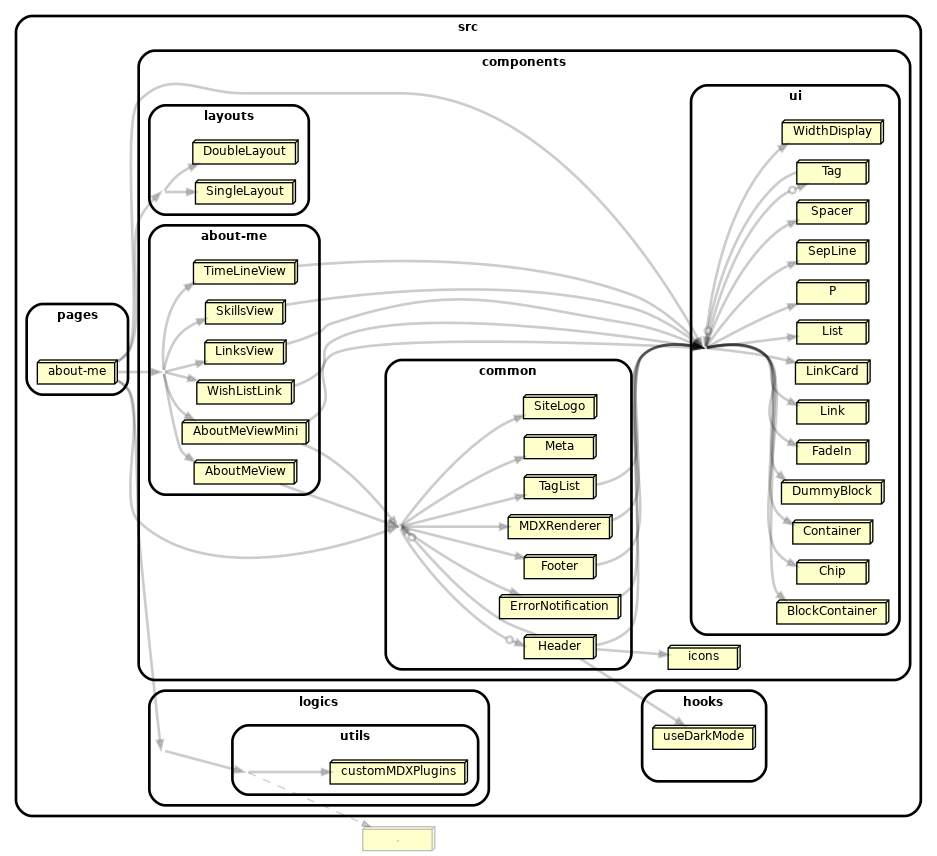 src
components
ui
layouts
DoubleLayout
SingleLayout
about-me
TimeLineView
SkillsView
LinksView
WishListLink
AboutMeViewMini
AboutMeView
pages
about-me
common
SiteLogo
Meta
TagList
MDXRenderer
Footer
ErrorNotification
Header
WidthDisplay
Tag
Spacer
SepLine
P
List
LinkCard
Link
FadeIn
DummyBlock
Container
Chip
BlockContainer
icons
logics
utils
customMDXPlugins
hooks
useDarkMode
.